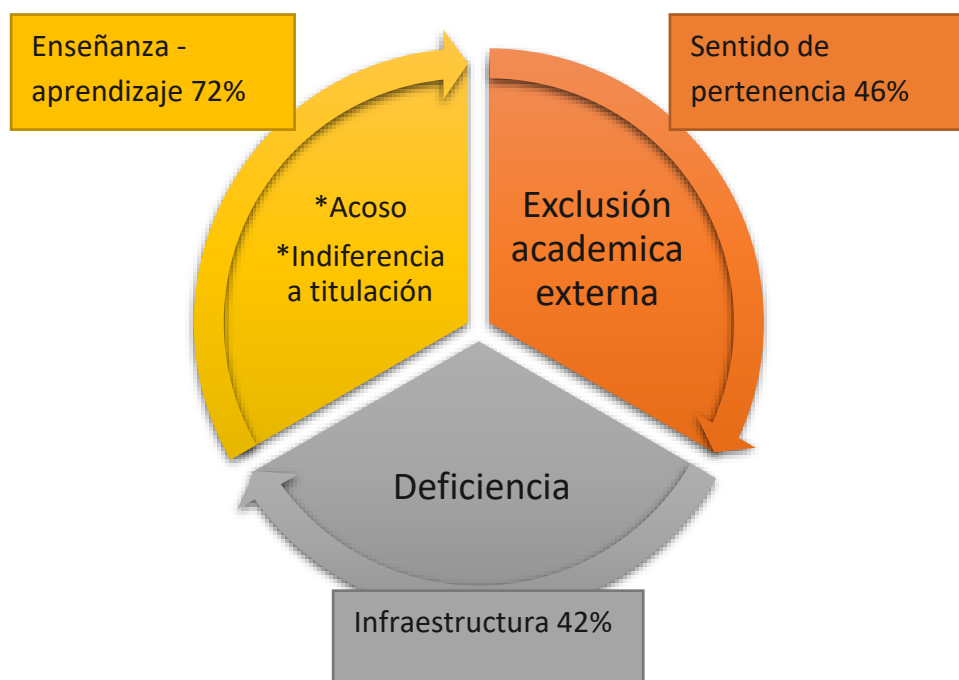 Enseñanza -
aprendizaje 72%
Sentido de
pertenencia 46%
*Acoso
*Indiferencia
a titulación
Exclusión
academica
externa
Deficiencia
Infraestructura 42%